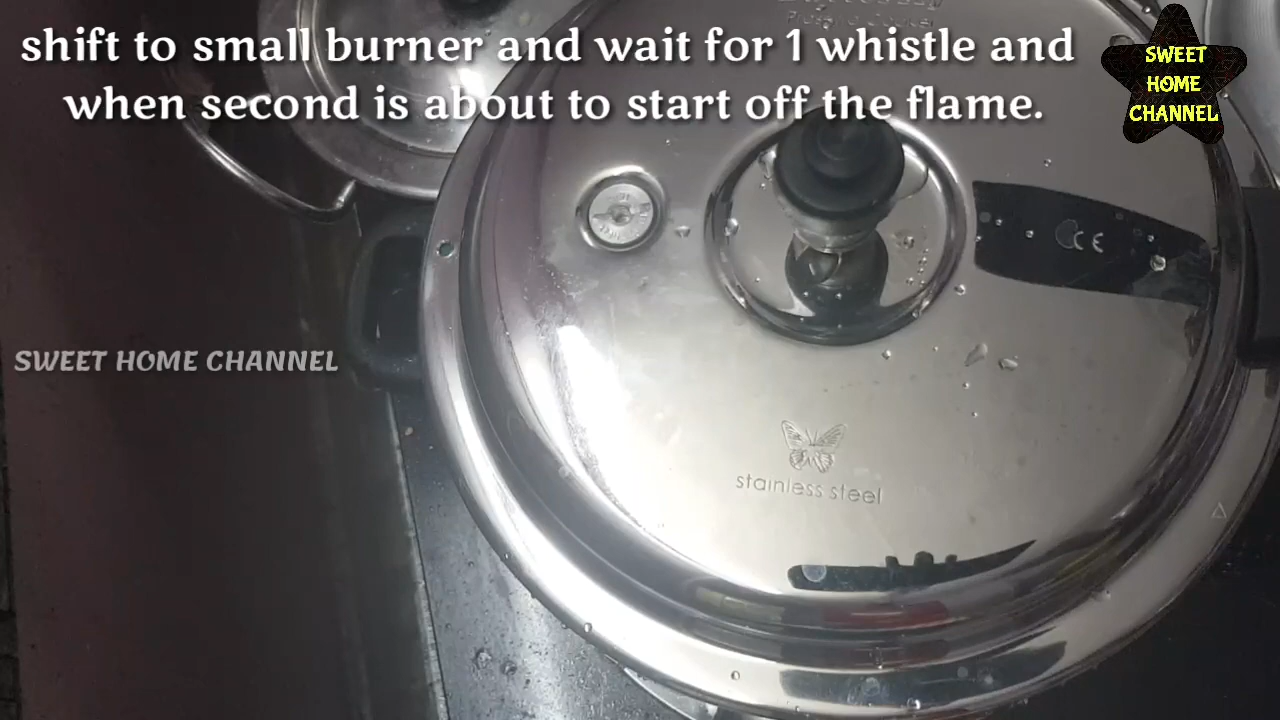 shift to small burner and wait for 1 whistle and
when second is about to start off the flame.
SWEET
HOME
CHANNEL
SWEET HOME CHANNEL
CE
stainless steel